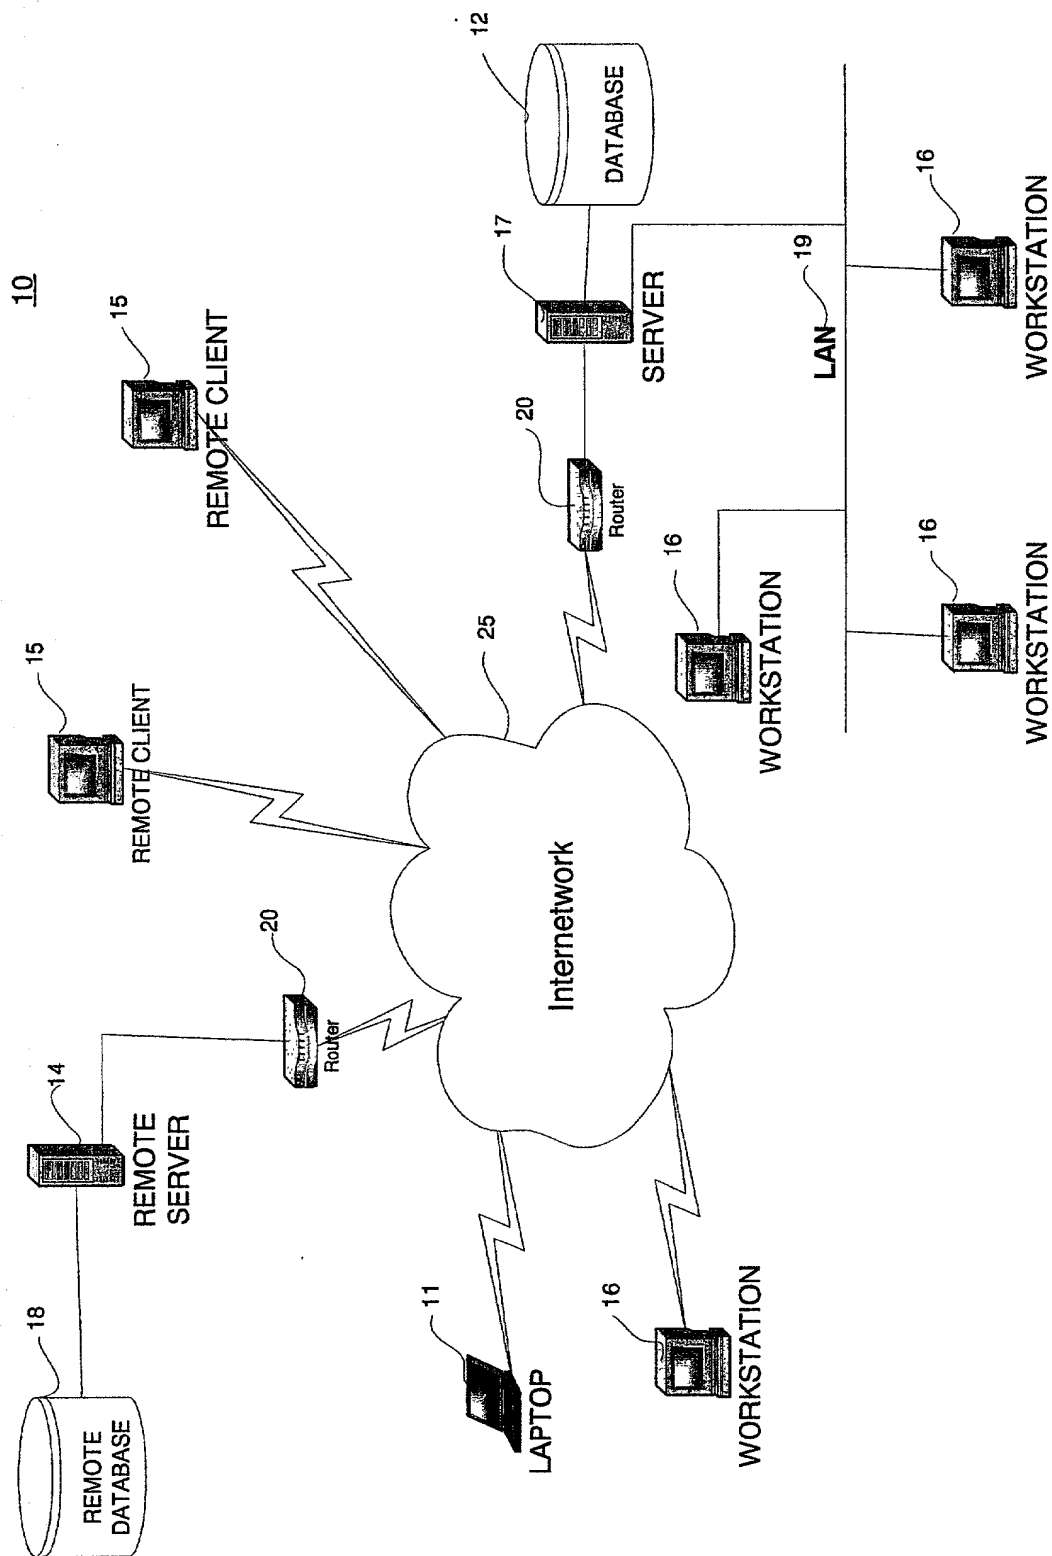 10
18
REMOTE
DATABASE
14
REMOTE
SERVER
20
Router
15
REMOTE CLIENT
15
REMOTE CLIENT
11
LAPTOP
16
WORKSTATION
Internetwork
25
20
Router
17
SERVER
12
DATABASE
16
WORKSTATION
LAN
19
16
WORKSTATION
16
WORKSTATION